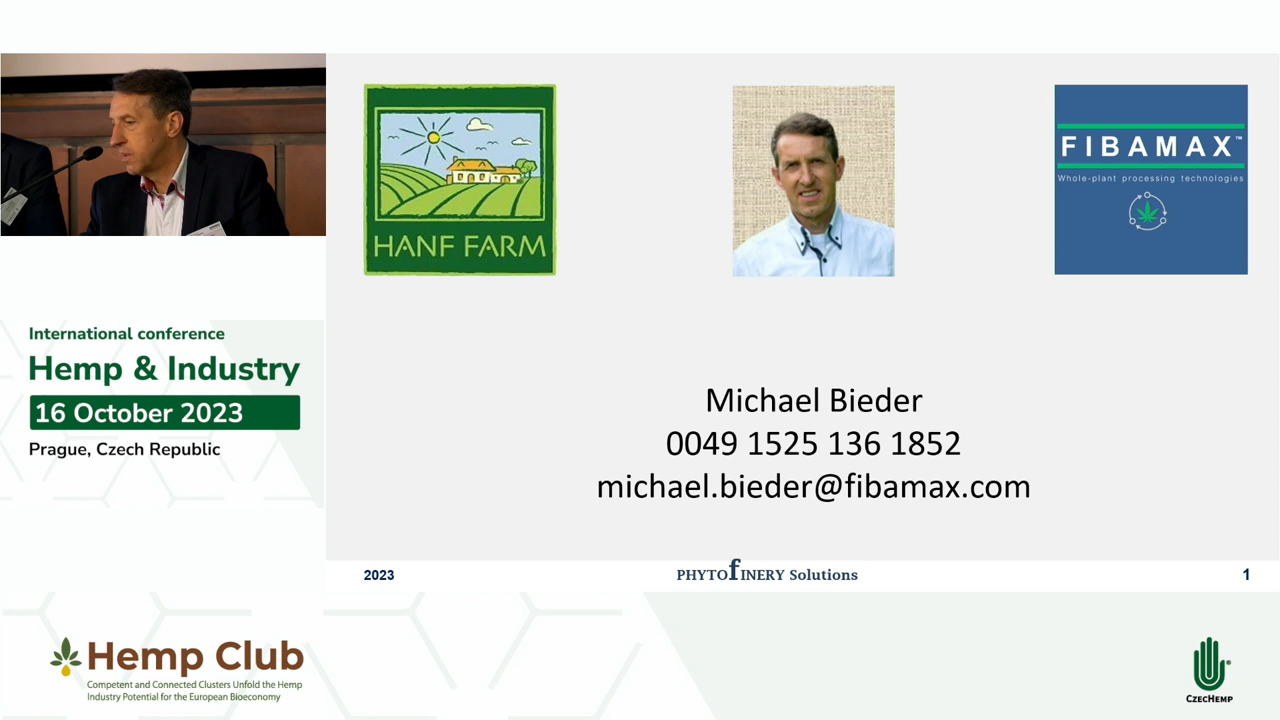 International conference
Hemp & Industry
16 October 2023
Prague, Czech Republic
HANF FARM
FIBAMAX™
Whole-plant processing technologies
Michael Bieder
0049 1525 136 1852
michael.bieder@fibamax.com
2023
PHYTOfINERY Solutions
1
Hemp Club
Competent and Connected Clusters Unfold the Hemp
Industry Potential for the European Bioeconomy
CZECHEMP